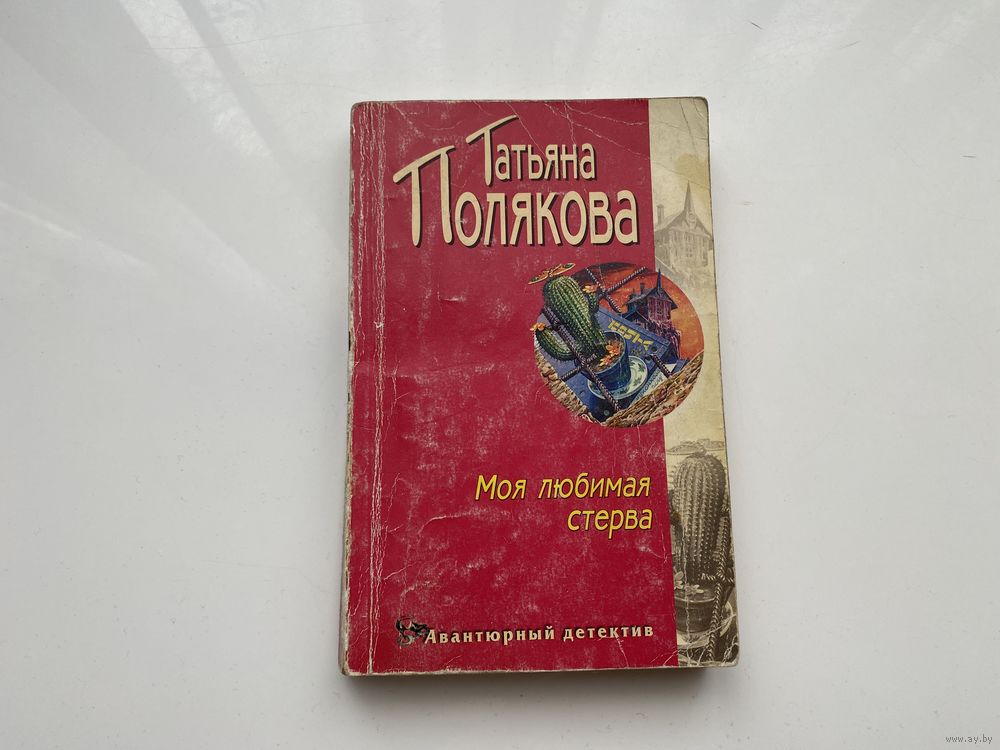 Татьяна
Полякова
Моя любимая
стерва
Авантюрный детектив
www.ay.by